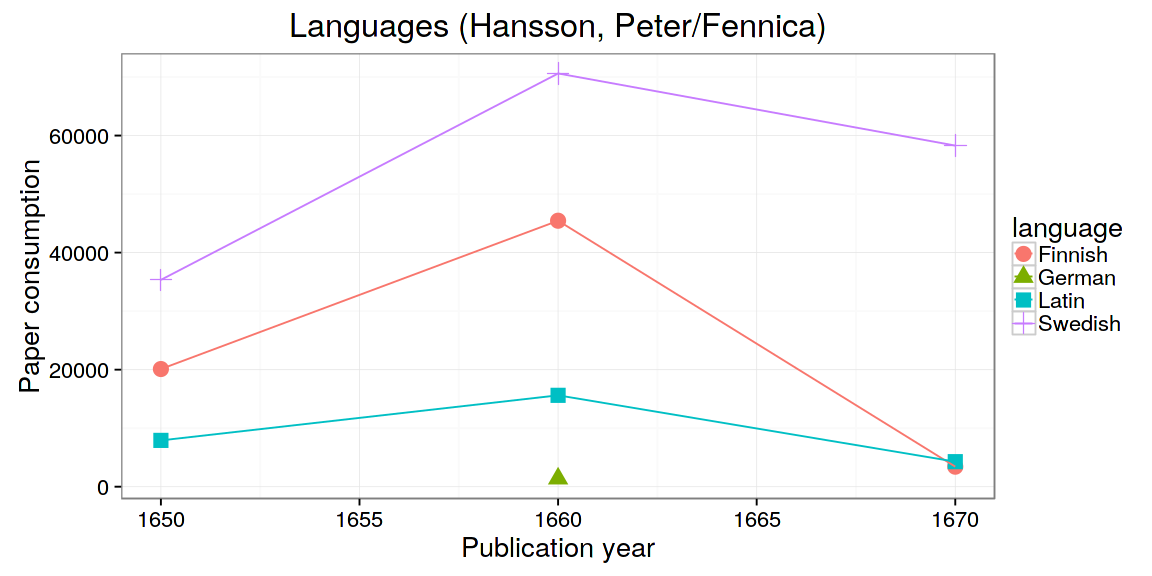 Languages (Hansson, Peter/Fennica)
Paper consumption
60000
40000
20000
0
1650 1655 1660 1665 1670
Publication year
language
Finnish
German
Latin
Swedish